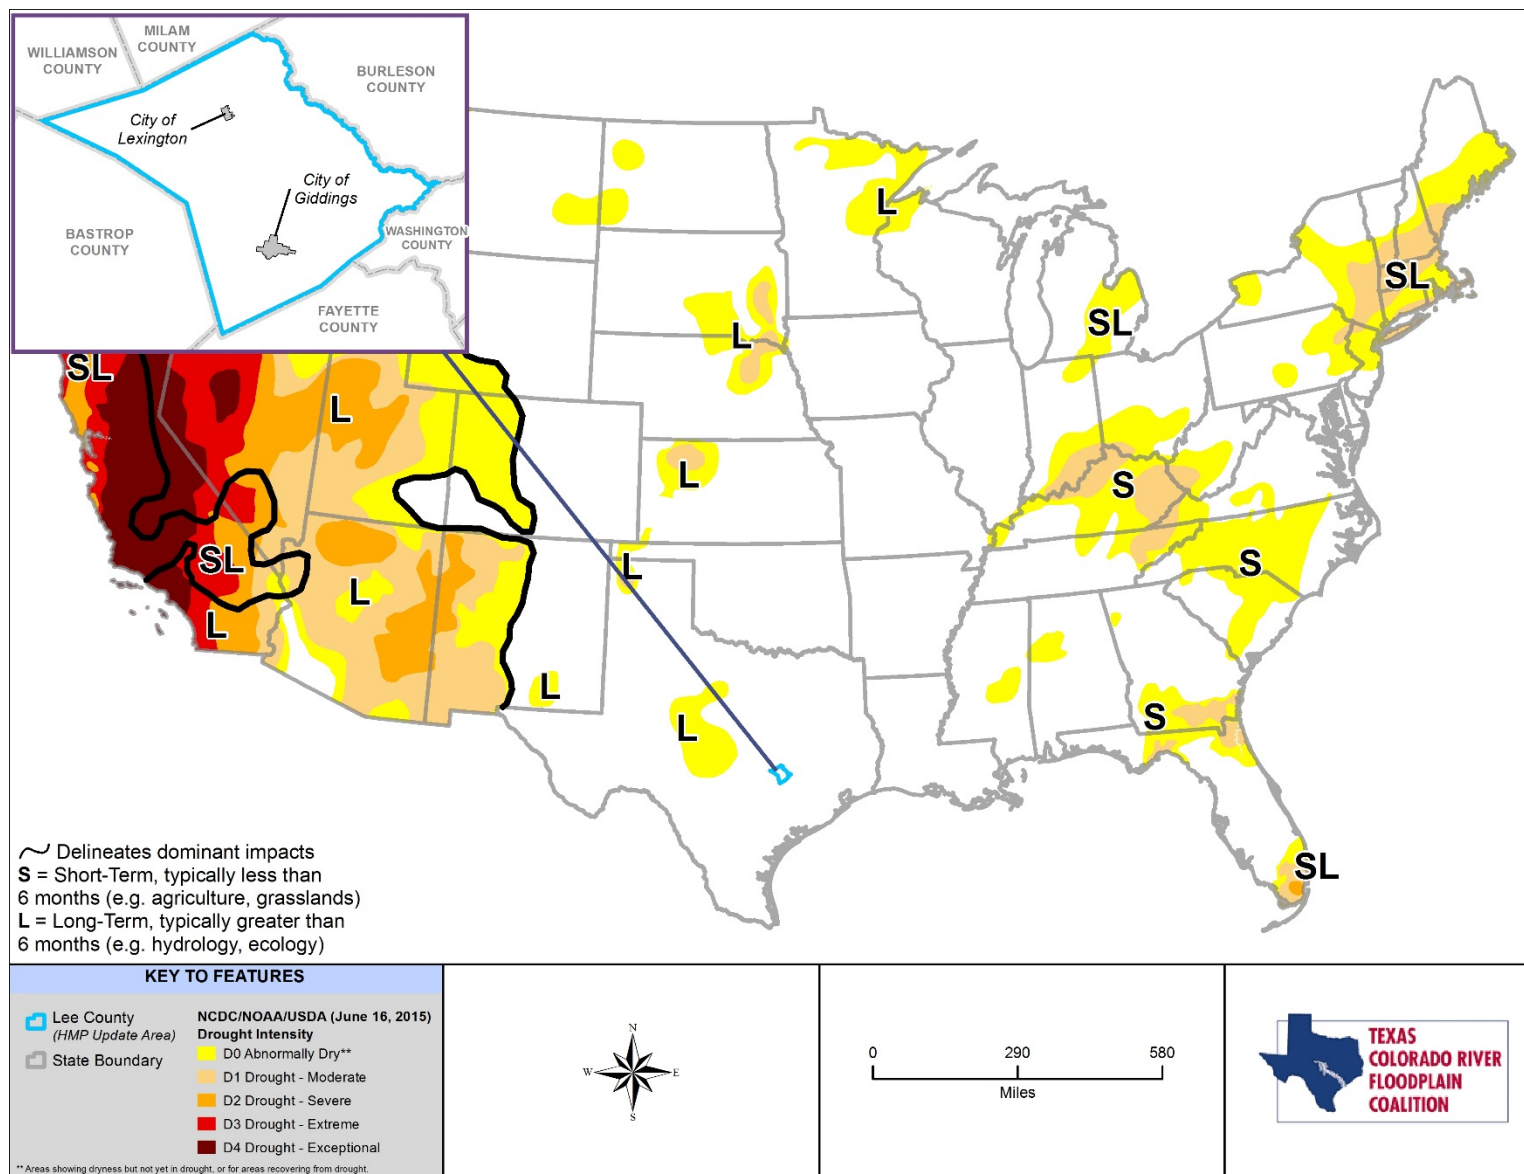 MILAM
COUNTY
WILLIAMSON
COUNTY
BURLESON
COUNTY
City of
Lexington
City of
Giddings
BASTROP
COUNTY
WASHINGTON
COUNTY
FAYETTE
COUNTY
L
SL
SL
L
SL
L
L
L
S
SL
L
S
L
L
L
L
S
SL
Delineates dominant impacts
S = Short-Term, typically less than
6 months (e.g. agriculture, grasslands)
L = Long-Term, typically greater than
6 months (e.g. hydrology, ecology)
KEY TO FEATURES
Lee County
(HMP Update Area)
State Boundary
NCDC/NOAA/USDA (June 16, 2015)
Drought Intensity
D0 Abnormally Dry**
D1 Drought - Moderate
D2 Drought - Severe
D3 Drought - Extreme
D4 Drought - Exceptional
** Areas showing dryness but not yet in drought, or for areas recovering from drought.
N
W E
S
0 290 580
Miles
TEXAS
COLORADO RIVER
FLOODPLAIN
COALITION